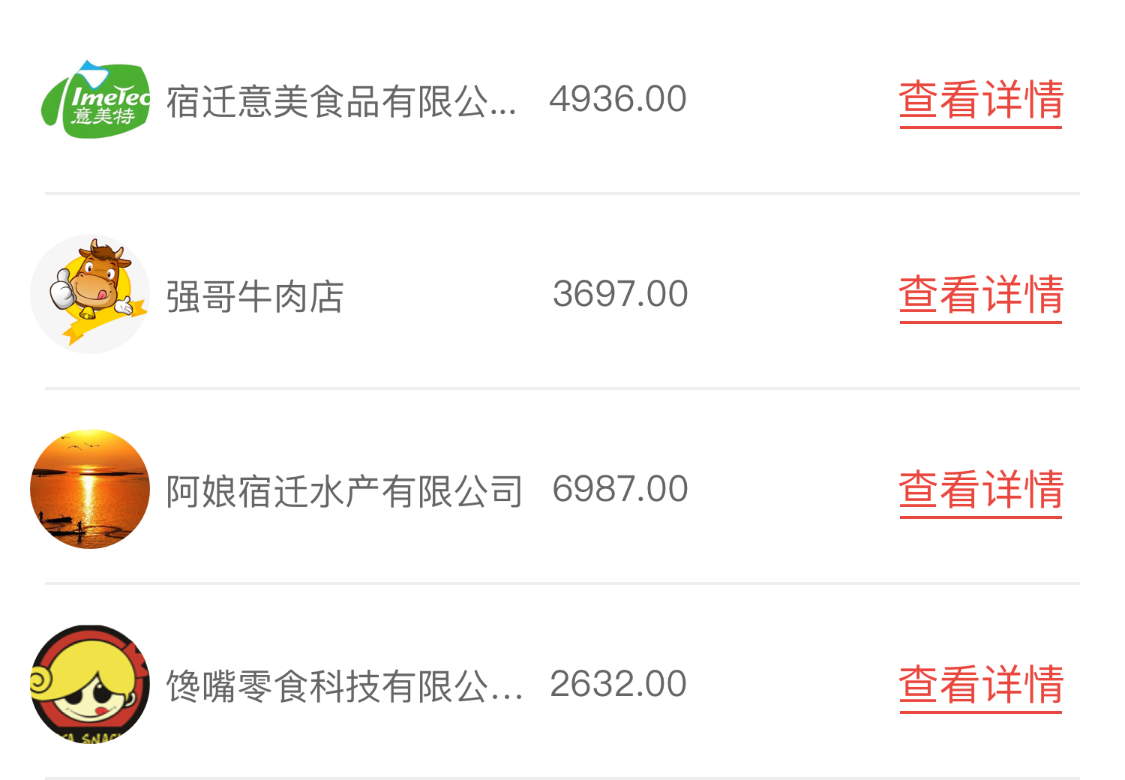 ImeTec
意美特
宿迁意美食品有限公... 4936.00 查看详情
强哥牛肉店 3697.00 查看详情
阿娘宿迁水产有限公司 6987.00 查看详情
馋嘴零食科技有限公... 2632.00 查看详情